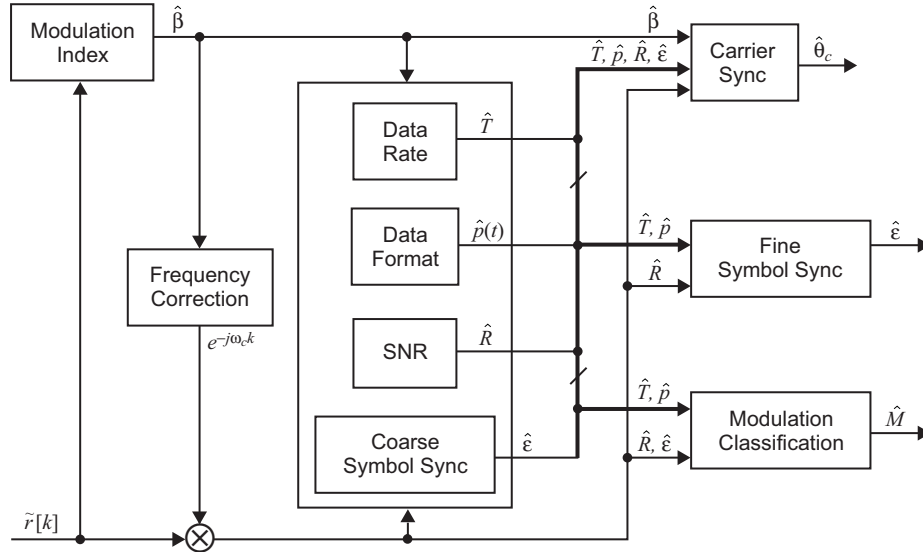 Modulation
Index
β̂
β̂
Carrier
Sync
θ̂c
T̂, p̂, R̂, ε̂
Data
Rate
T̂
Data
Format
p̂(t)
T̂, p̂
Fine
Symbol Sync
ε̂
R̂
Frequency
Correction
e^{−jω_c k}
SNR
R̂
T̂, p̂
Modulation
Classification
M̂
R̂, ε̂
Coarse
Symbol Sync
ε̂
r̃[k]